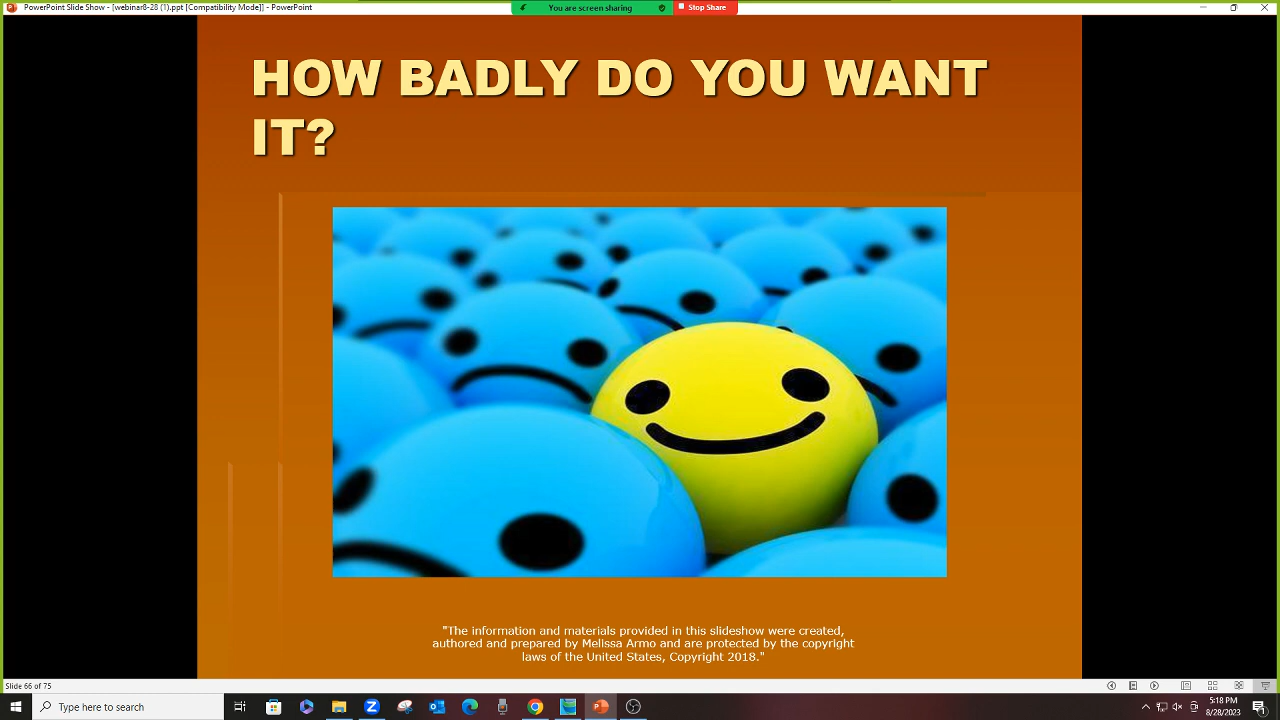 PowerPoint Slide Show - [webinar8-28 (1).ppt [Compatibility Mode]] - PowerPoint
You are screen sharing
Stop Share
HOW BADLY DO YOU WANT
IT?
"The information and materials provided in this slideshow were created,
authored and prepared by Melissa Armo and are protected by the copyright
laws of the United States, Copyright 2018."
Slide 66 of 75
Type here to search
5:18 PM
8/28/2023